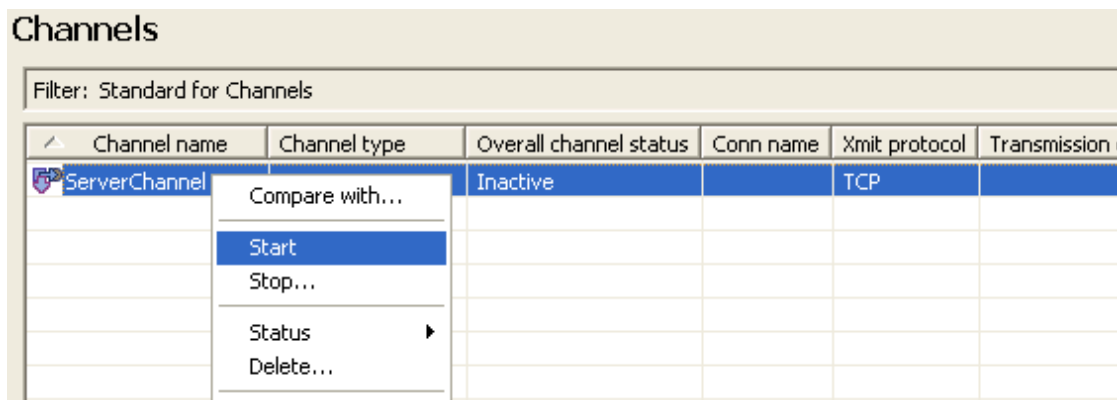 Channels
Filter: Standard for Channels
Channel name Channel type Overall channel status Conn name Xmit protocol Transmission
ServerChannel Inactive TCP
Compare with...
Start
Stop...
Status
Delete...